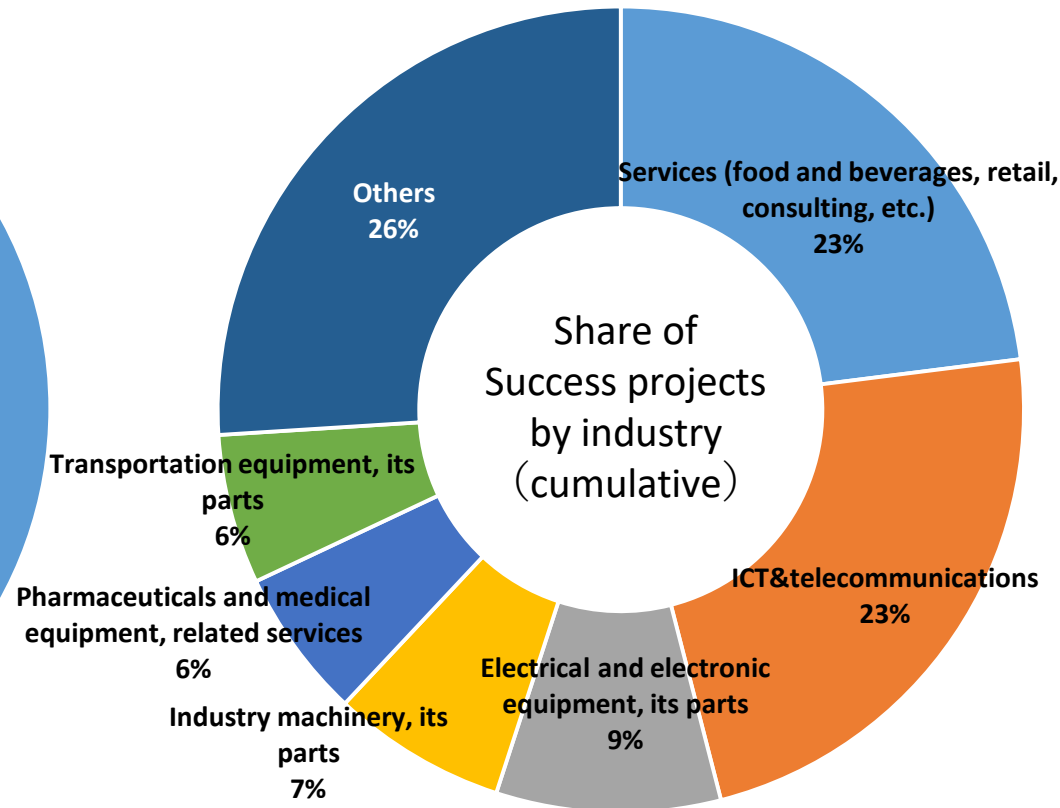 Share of
Success projects
by industry
（cumulative）
Services (food and beverages, retail,
consulting, etc.)
23%
ICT&telecommunications
23%
Electrical and electronic
equipment, its parts
9%
Industry machinery, its
parts
7%
Pharmaceuticals and medical
equipment, related services
6%
Transportation equipment, its
parts
6%
Others
26%